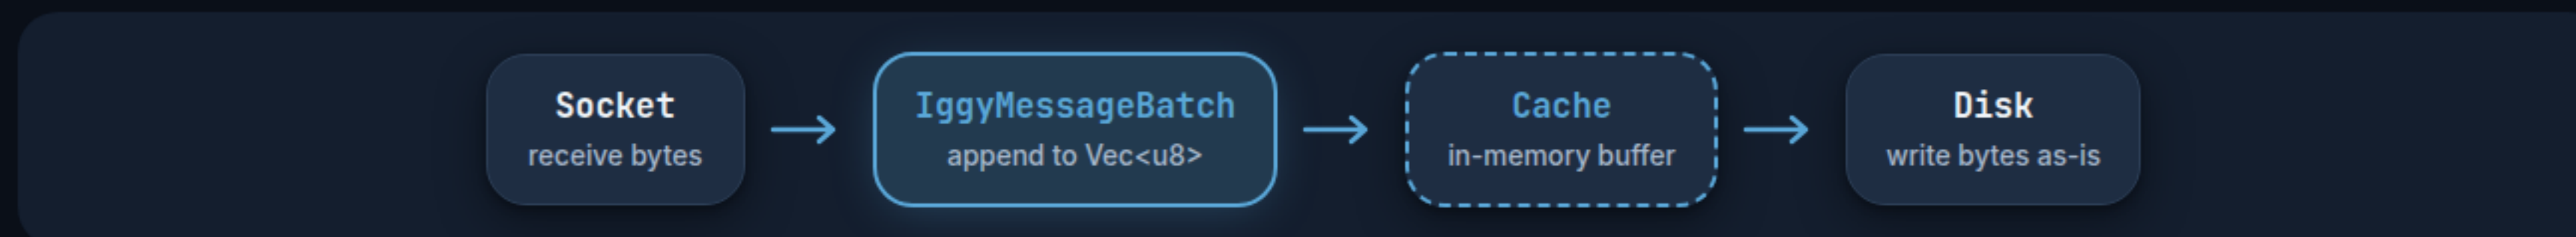 Socket
receive bytes
IggyMessageBatch
append to Vec<u8>
Cache
in-memory buffer
Disk
write bytes as-is